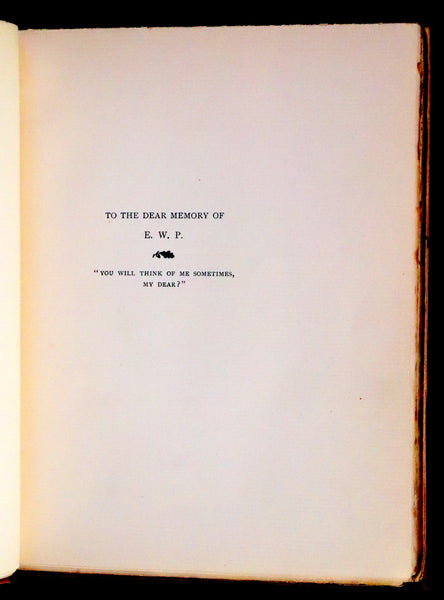 TO THE DEAR MEMORY OF
E. W. P.
"YOU WILL THINK OF ME SOMETIMES,
MY DEAR?"